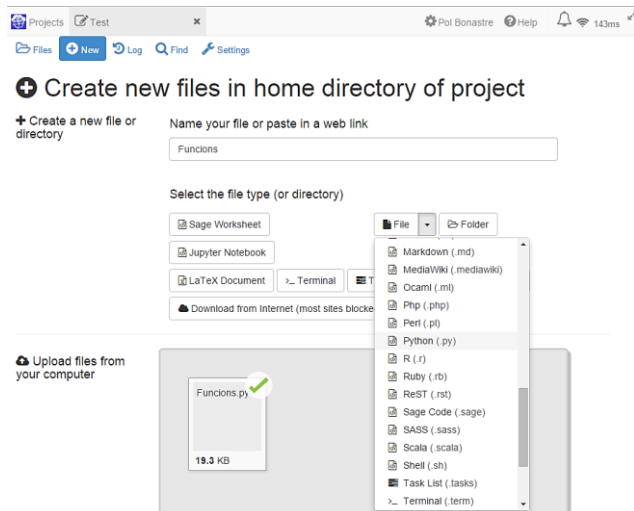 Projects Test × Pol Bonastre Help 143ms
Files New Log Find Settings
Create new files in home directory of project
Create a new file or directory
Name your file or paste in a web link
Funcions
Select the file type (or directory)
Sage Worksheet File Folder
Jupyter Notebook
LaTeX Document >_ Terminal T
Download from Internet (most sites blocke
Markdown (.md)
MediaWiki (.mediawiki)
Ocaml (.ml)
Php (.php)
Perl (.pl)
Python (.py)
R (.r)
Ruby (.rb)
ReST (.rst)
Sage Code (.sage)
SASS (.sass)
Scala (.scala)
Shell (.sh)
Task List (.tasks)
>_ Terminal (.term)
Upload files from
your computer
Funcions.py
19.3 KB